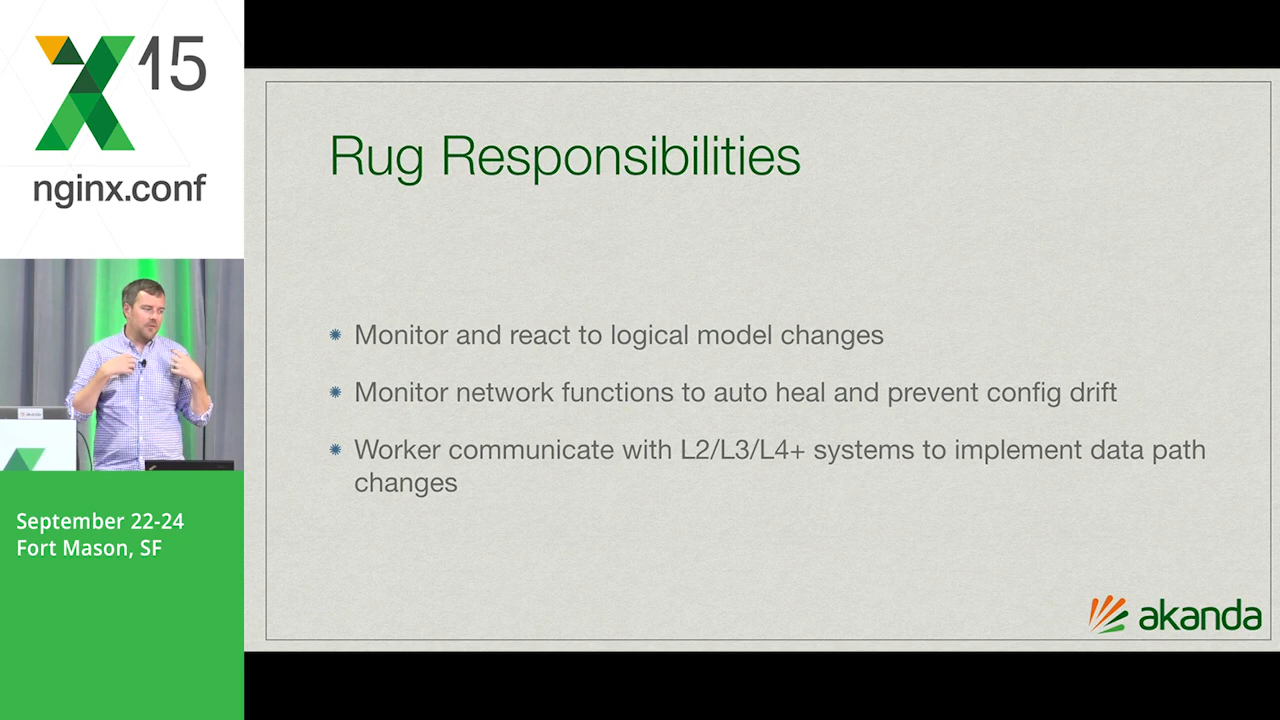 15
nginx.conf
September 22-24
Fort Mason, SF
Rug Responsibilities
Monitor and react to logical model changes
Monitor network functions to auto heal and prevent config drift
Worker communicate with L2/L3/L4+ systems to implement data path
changes
akanda